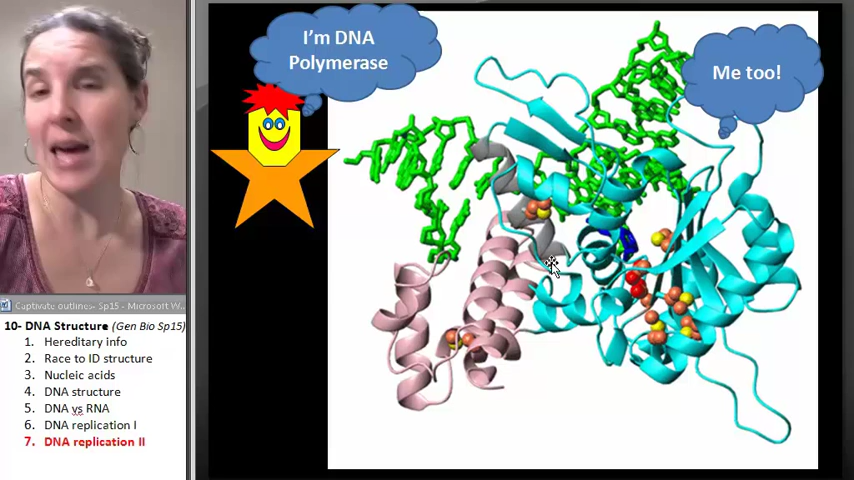 I'm DNA
Polymerase
Me too!
Captivate outlines- Sp15 - Microsoft W...
10- DNA Structure (Gen Bio Sp15)
1. Hereditary info
2. Race to ID structure
3. Nucleic acids
4. DNA structure
5. DNA vs RNA
6. DNA replication I
7. DNA replication II